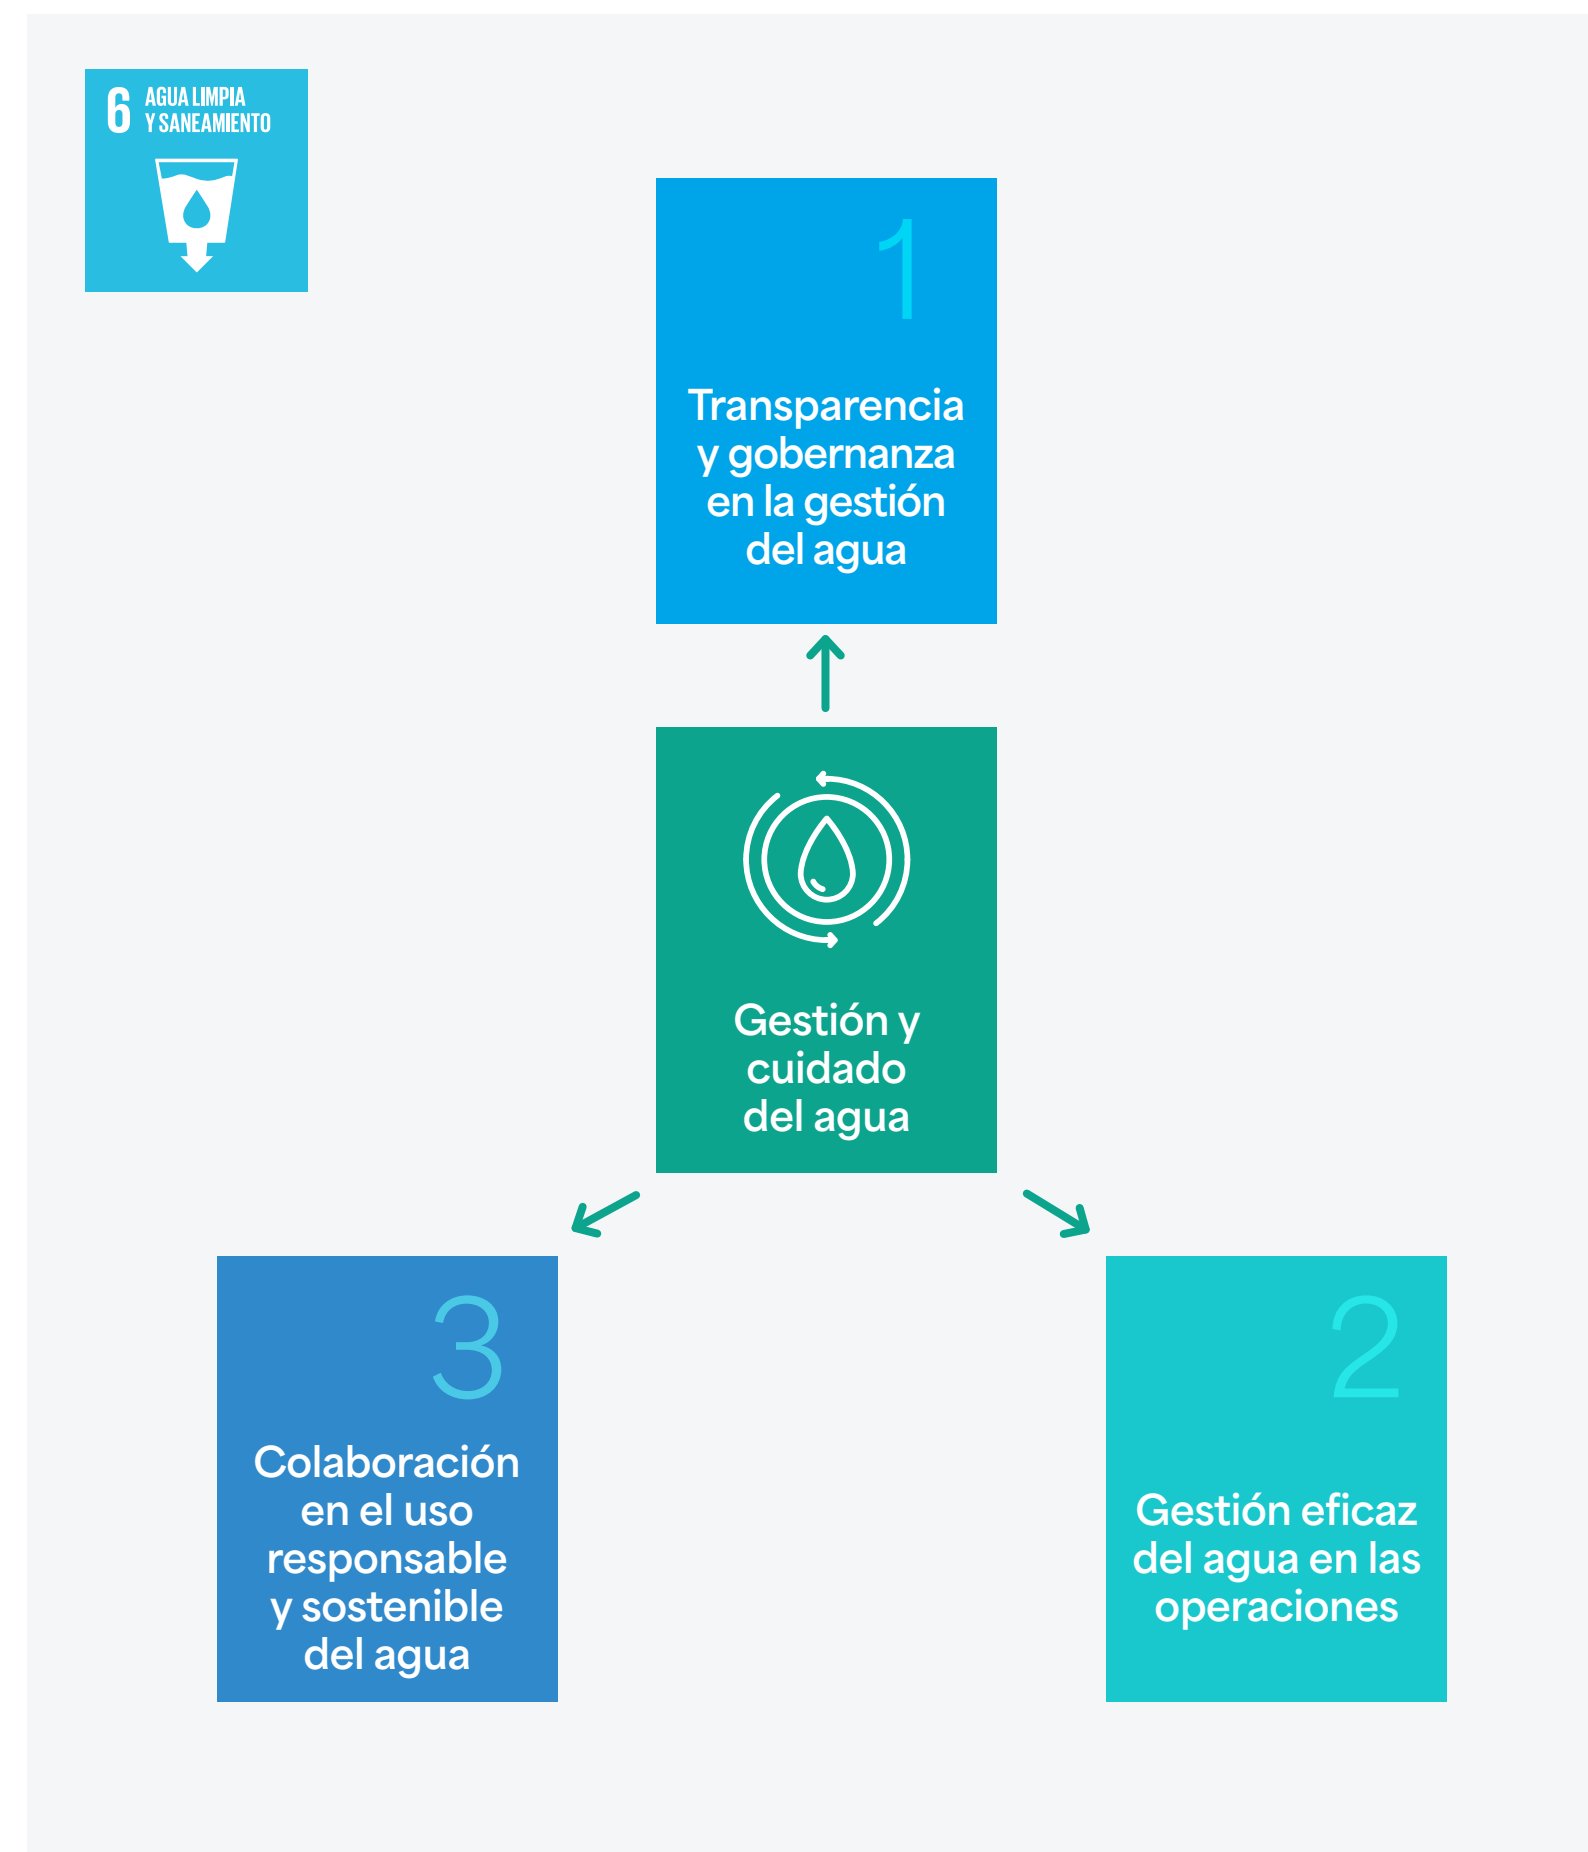 6 AGUA LIMPIA
Y SANEAMIENTO
1
Transparencia
y gobernanza
en la gestión
del agua
Gestión y
cuidado
del agua
3
Colaboración
en el uso
responsable
y sostenible
del agua
2
Gestión eficaz
del agua en las
operaciones